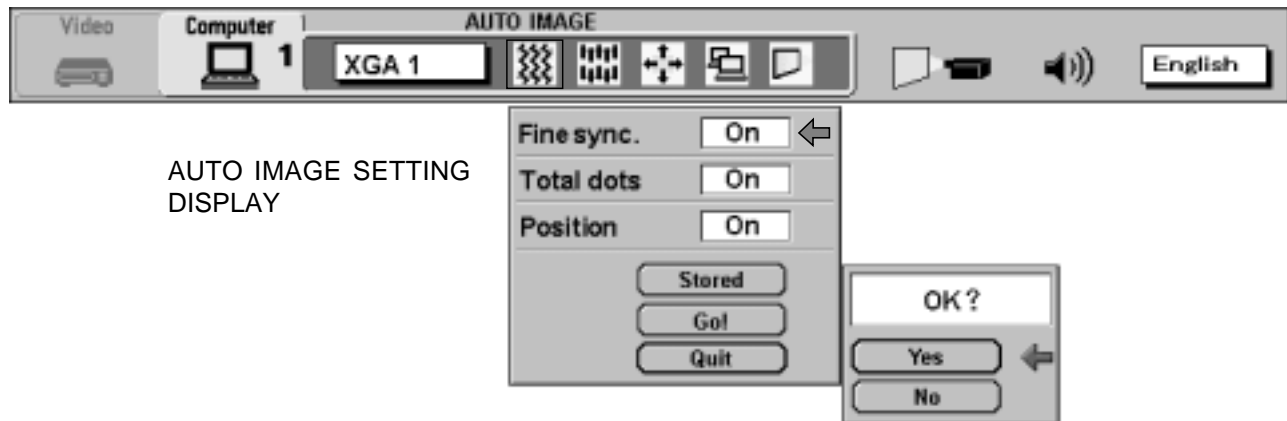 Video
Computer
AUTO IMAGE
1
XGA 1
English
AUTO IMAGE SETTING
DISPLAY
Fine sync. On
Total dots On
Position On
Stored
Go!
Quit
OK?
Yes
No